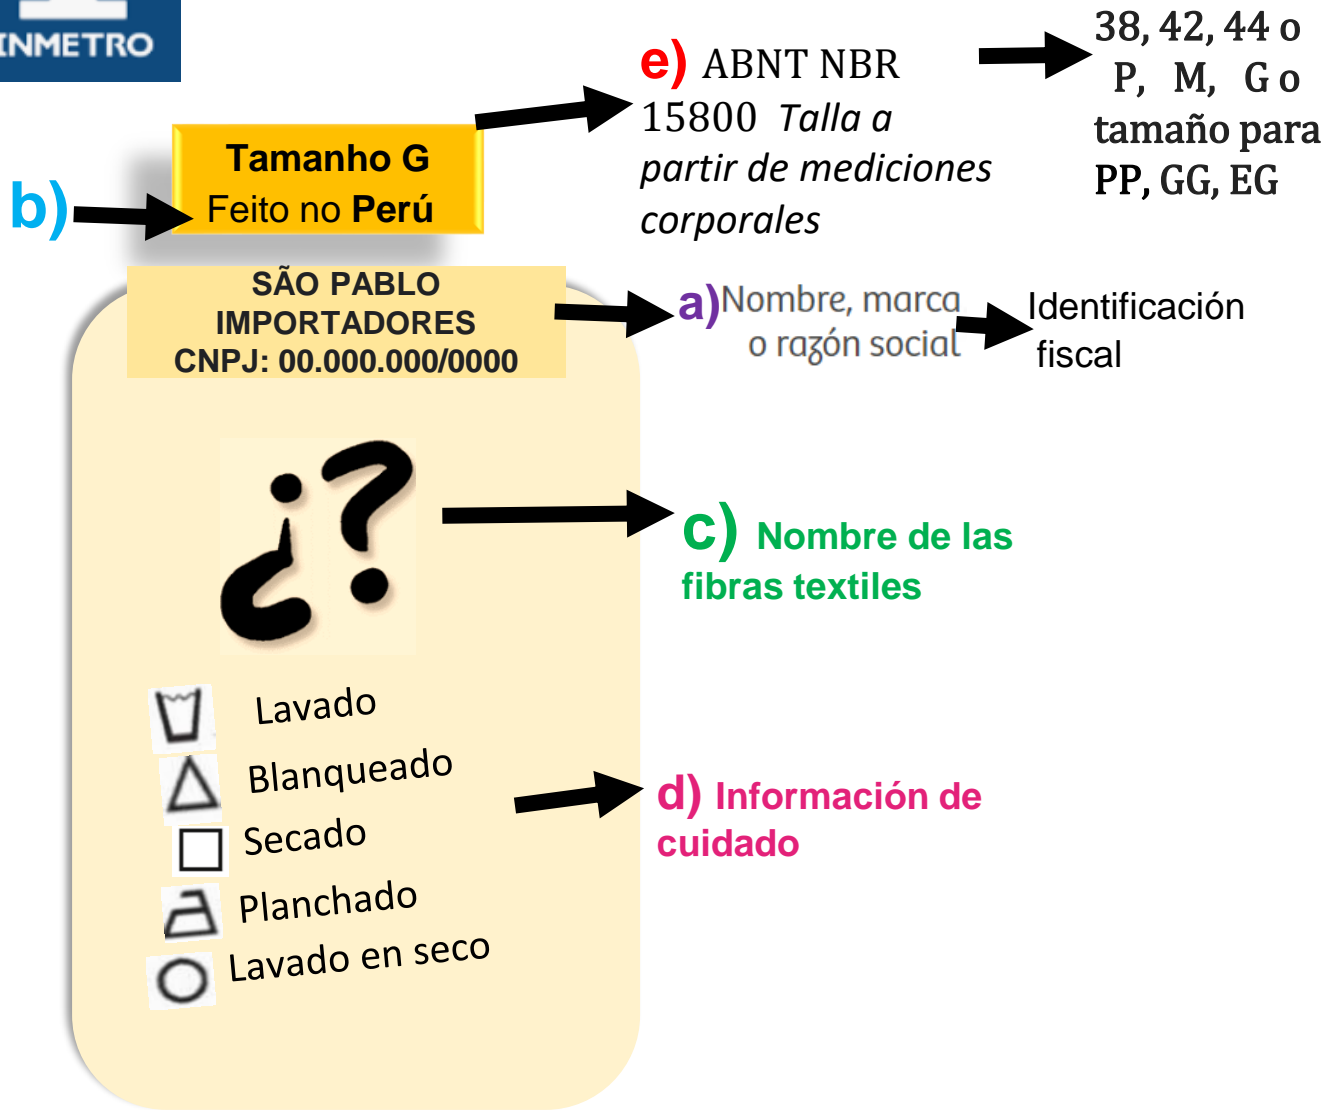 INMETRO
e) ABNT NBR
15800 Talla a
partir de mediciones
corporales
38, 42, 44 o
P, M, G o
tamaño para
PP, GG, EG
b)
Tamanho G
Feito no Perú
SÃO PABLO
IMPORTADORES
CNPJ: 00.000.000/0000
a) Nombre, marca
o razón social
Identificación
fiscal
¿?
c) Nombre de las
fibras textiles
Lavado
Blanqueado
Secado
Planchado
Lavado en seco
d) Información de
cuidado